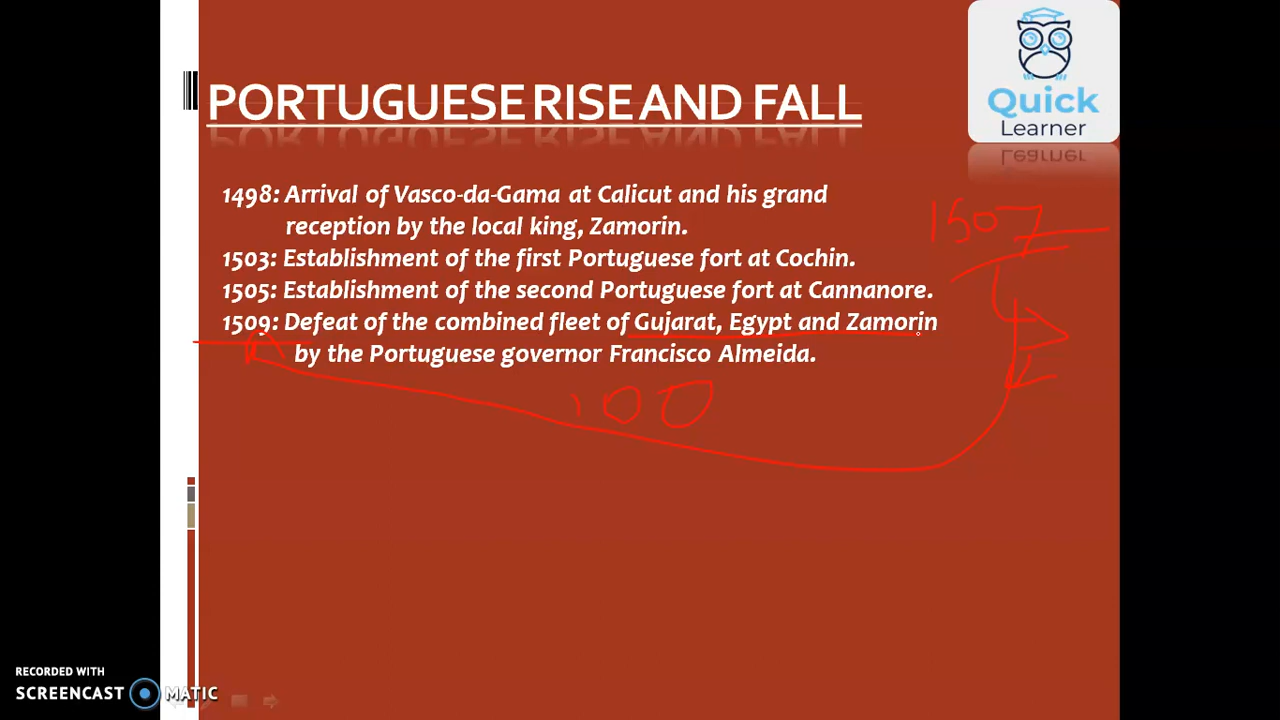 Quick
Learner
PORTUGUESE RISE AND FALL
1498: Arrival of Vasco-da-Gama at Calicut and his grand
reception by the local king, Zamorin.
1507
1503: Establishment of the first Portuguese fort at Cochin.
1505: Establishment of the second Portuguese fort at Cannanore.
1509: Defeat of the combined fleet of Gujarat, Egypt and Zamorin
by the Portuguese governor Francisco Almeida.
100
RECORDED WITH
SCREENCAST MATIC